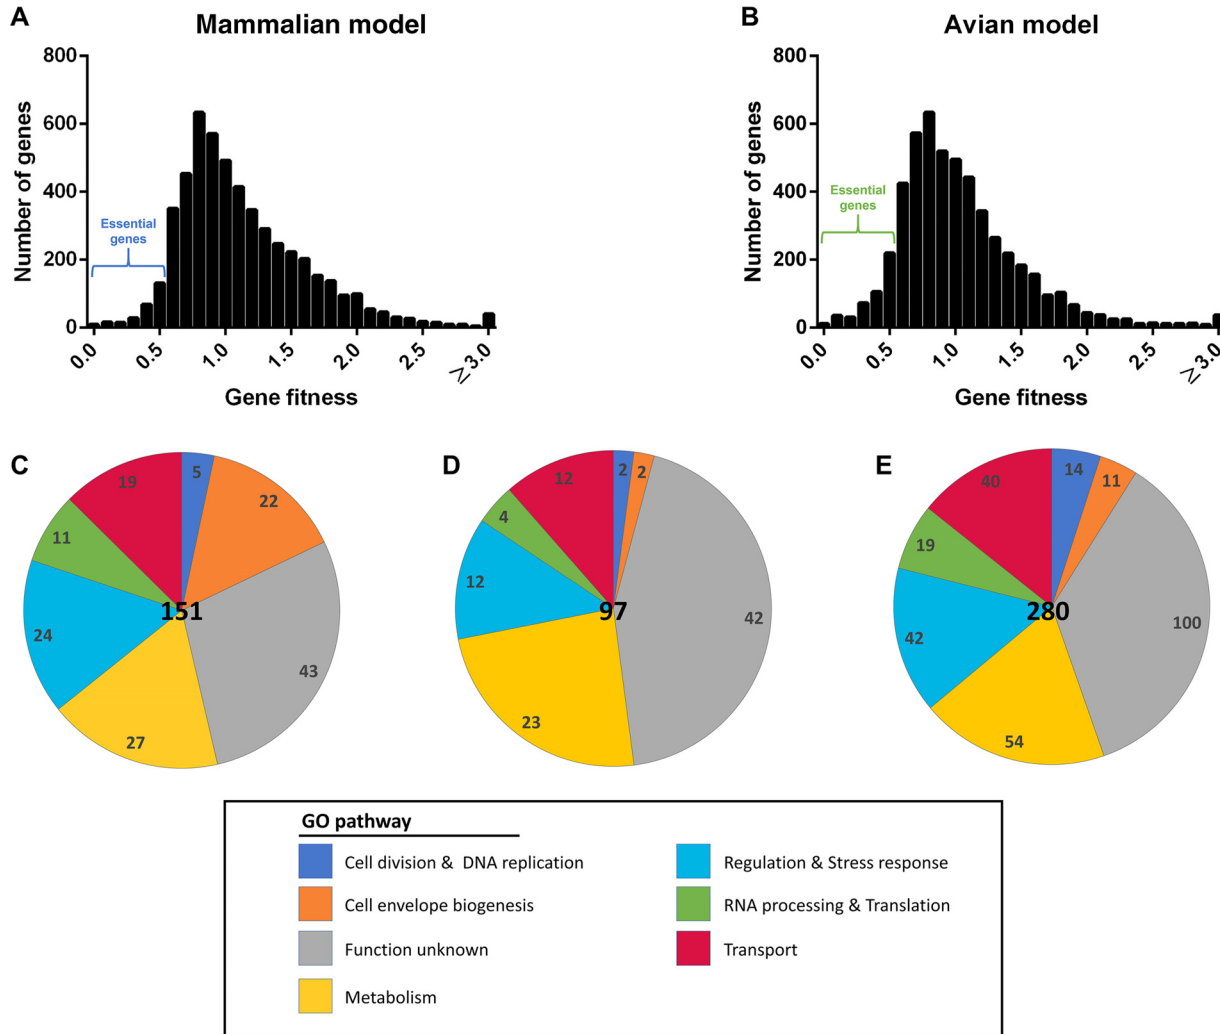 A
Mammalian model
800
600
400
200
0
Number of genes
Essential
genes
0.0
0.5
1.0
1.5
2.0
2.5
≥ 3.0
Gene fitness
B
Avian model
800
600
400
200
0
Number of genes
Essential
genes
0.0
0.5
1.0
1.5
2.0
2.5
≥ 3.0
Gene fitness
C
5
22
43
27
24
11
19
151
D
2
2
42
23
12
4
12
97
E
14
11
100
54
42
19
40
280
GO pathway
Cell division & DNA replication
Cell envelope biogenesis
Function unknown
Metabolism
Regulation & Stress response
RNA processing & Translation
Transport